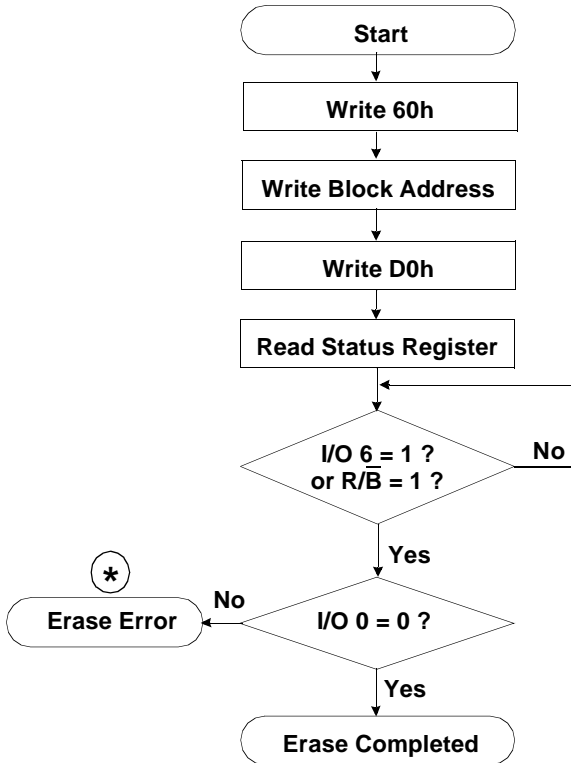 Start
Write 60h
Write Block Address
Write D0h
Read Status Register
I/O 6 = 1 ?
or R/B̅ = 1 ?
No
Yes
*
No
Erase Error
I/O 0 = 0 ?
Yes
Erase Completed